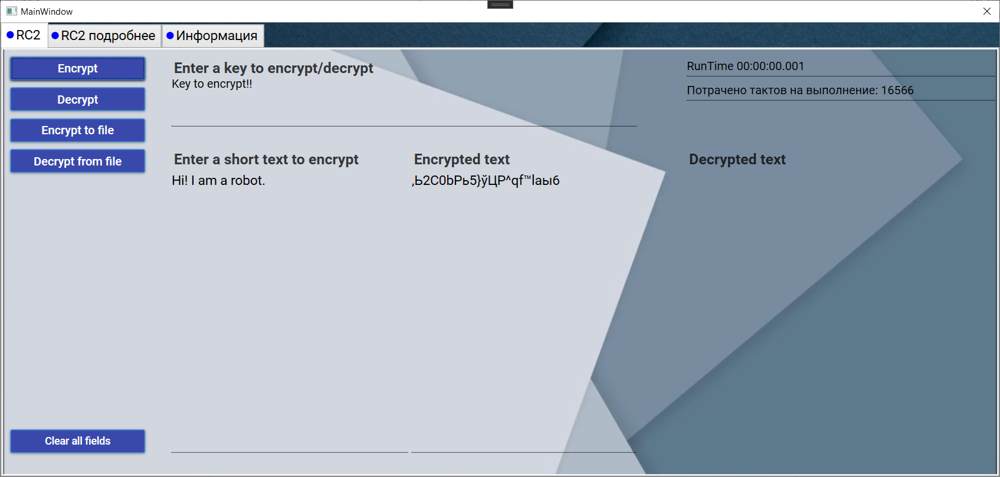 MainWindow
RC2
RC2 подробнее
Информация
Encrypt
Decrypt
Encrypt to file
Decrypt from file
Clear all fields
Enter a key to encrypt/decrypt
Key to encrypt!!
RunTime 00:00:00.001
Потрачено тактов на выполнение: 16566
Enter a short text to encrypt
Hi! I am a robot.
Encrypted text
‚Ь2C0bPь5}ўЦP^qf™laы6
Decrypted text